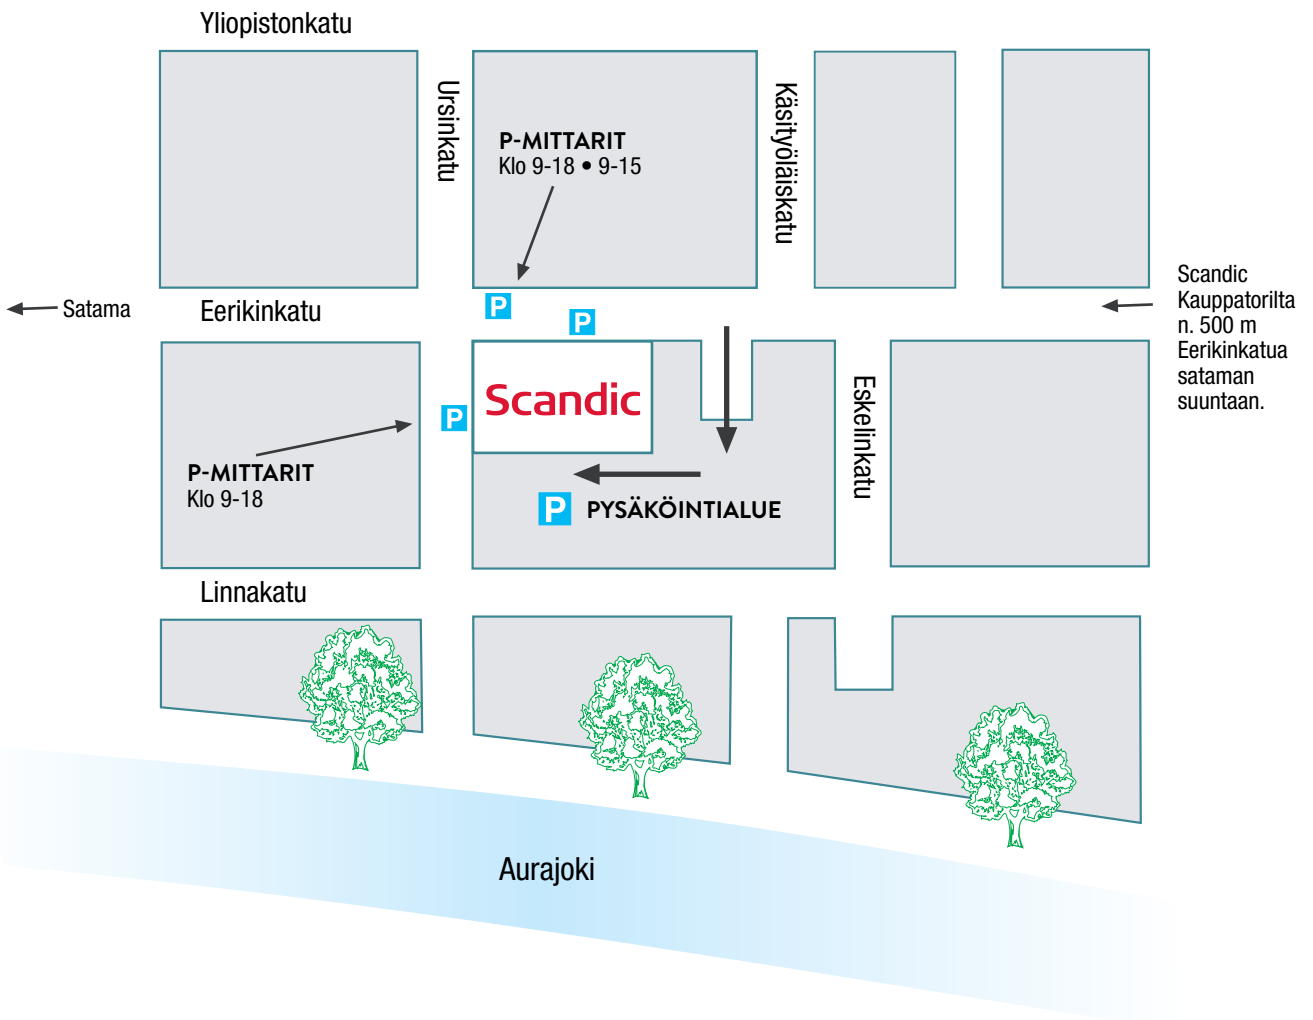 Yliopistonkatu
Ursinkatu
P-MITTARIT
Klo 9-18 • 9-15
Käsityöläiskatu
Satama
Eerikinkatu
P
P
Scandic
Kauppatorilta
n. 500 m
Eerikinkatua
sataman
suuntaan.
Scandic
P
Eskelinkatu
P-MITTARIT
Klo 9-18
P PYSÄKÖINTIALUE
Linnakatu
Aurajoki